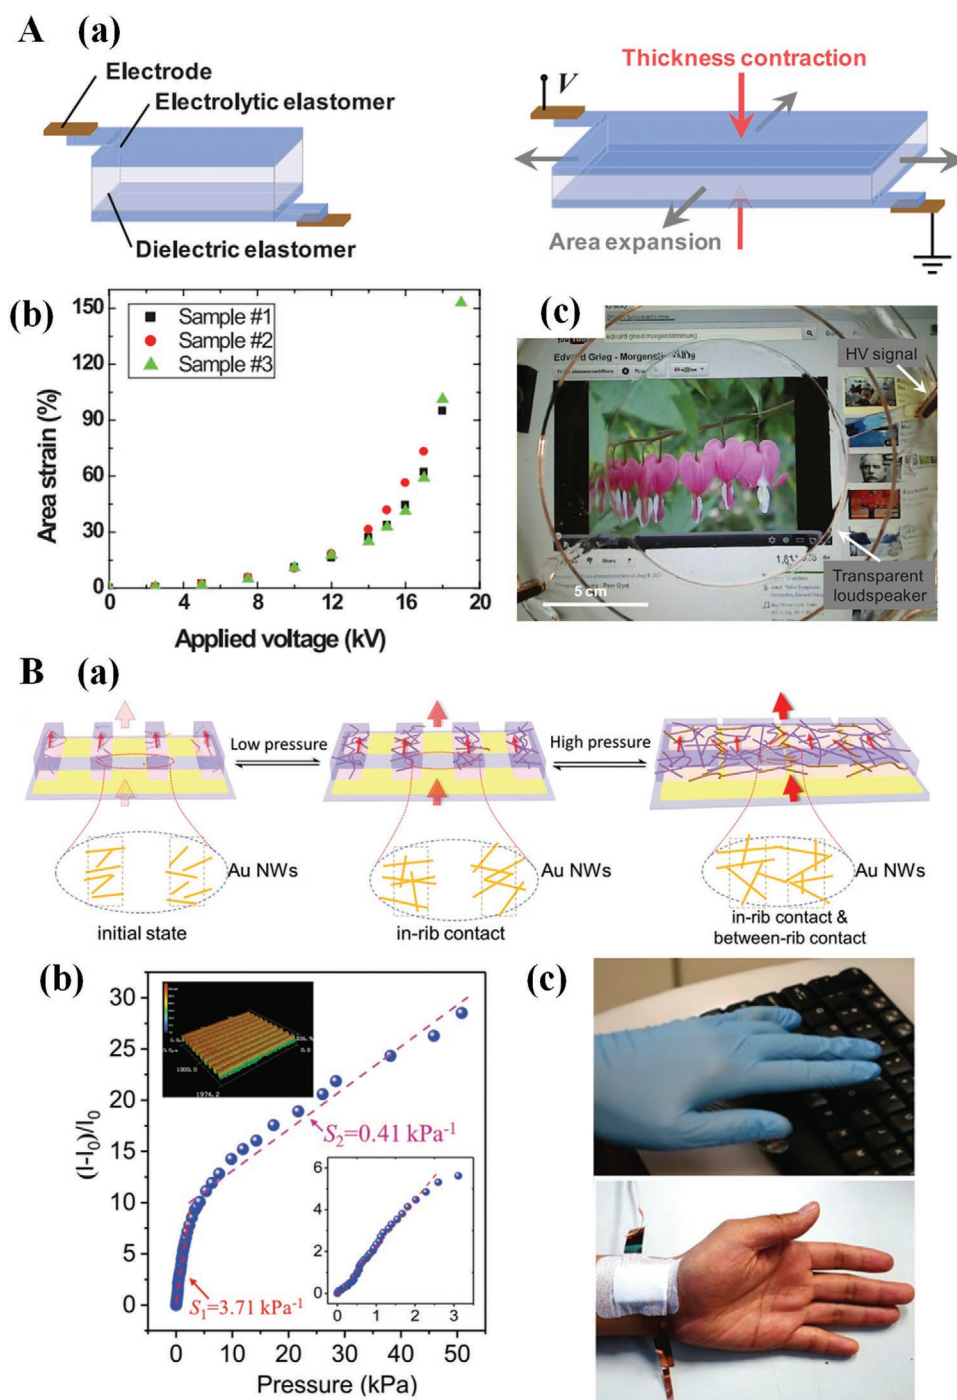 A (a)
Electrode
Electrolytic elastomer
Dielectric elastomer
Thickness contraction
V
Area expansion
(b)
Area strain (%)
150
120
90
60
30
0
Sample #1
Sample #2
Sample #3
0 4 8 12 16 20
Applied voltage (kV)
(c)
Edvard Grieg - Morgenstimmung
HV signal
Transparent
loudspeaker
5 cm
B (a)
Low pressure
High pressure
Au NWs
Au NWs
Au NWs
initial state
in-rib contact
in-rib contact &
between-rib contact
(b)
(I-I0)/I0
30
25
20
15
10
5
0
1000.0
1974.2
S2=0.41 kPa-1
S1=3.71 kPa-1
6
4
2
0
0 1 2 3
0 10 20 30 40 50
Pressure (kPa)
(c)